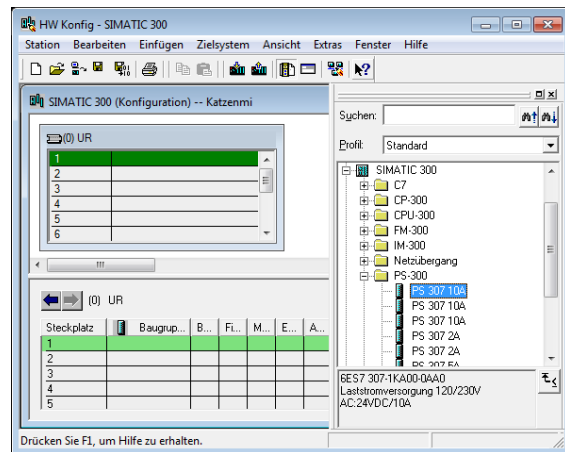 HW Konfig - SIMATIC 300
Station Bearbeiten Einfügen Zielsystem Ansicht Extras Fenster Hilfe
SIMATIC 300 (Konfiguration) -- Katzenmi
(0) UR
1
2
3
4
5
6
(0) UR
Steckplatz Baugrup... B... Fi... M... E... A...
1
2
3
4
5
Suchen:
Profil: Standard
SIMATIC 300
C7
CP-300
CPU-300
FM-300
IM-300
Netzübergang
PS-300
PS 307 10A
PS 307 10A
PS 307 10A
PS 307 2A
PS 307 2A
PS 307 5A
6ES7 307-1KA00-0AA0
Laststromversorgung 120/230V
AC:24VDC/10A
Drücken Sie F1, um Hilfe zu erhalten.